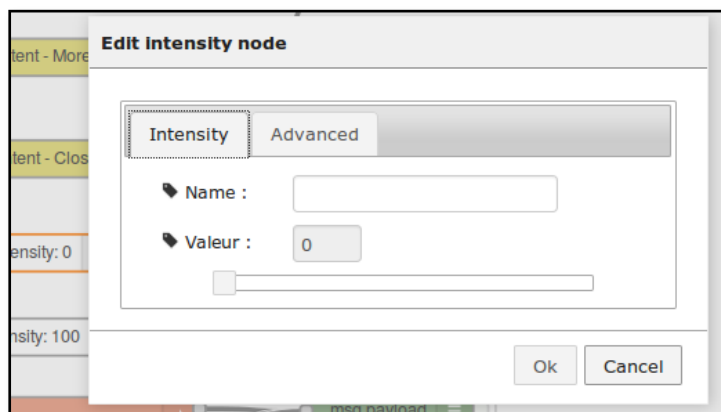 Edit intensity node
tent - More
Intensity Advanced
tent - Clos
Name :
Valeur : 0
ensity: 0
nsity: 100
Ok Cancel
msg.payload